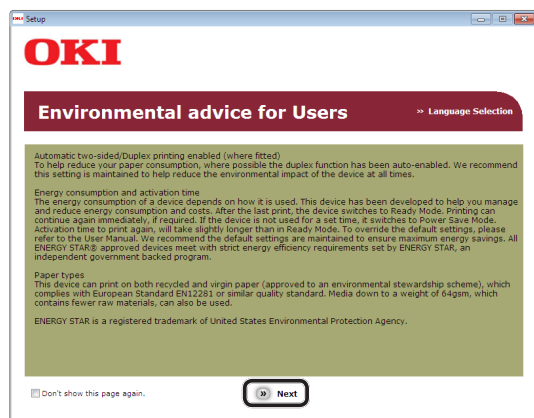 Setup
OKI
Environmental advice for Users
» Language Selection
Automatic two-sided/Duplex printing enabled (where fitted)
To help reduce your paper consumption, where possible the duplex function has been auto-enabled. We recommend
this setting is maintained to help reduce the environmental impact of the device at all times.
Energy consumption and activation time
The energy consumption of a device depends on how it is used. This device has been developed to help you manage
and reduce energy consumption and costs. After the last print, the device switches to Ready Mode. Printing can
continue again immediately, if required. If the device is not used for a set time, it switches to Power Save Mode.
Activation time to print again, will take slightly longer than in Ready Mode. To override the default settings, please
refer to the User Manual. We recommend the default settings are maintained to ensure maximum energy savings. All
ENERGY STAR® approved devices meet with strict energy efficiency requirements set by ENERGY STAR, an
independent government backed program.
Paper types
This device can print on both recycled and virgin paper (approved to an environmental stewardship scheme), which
complies with European Standard EN12281 or similar quality standard. Media down to a weight of 64gsm, which
contains fewer raw materials, can also be used.
ENERGY STAR is a registered trademark of United States Environmental Protection Agency.
Don't show this page again.
» Next